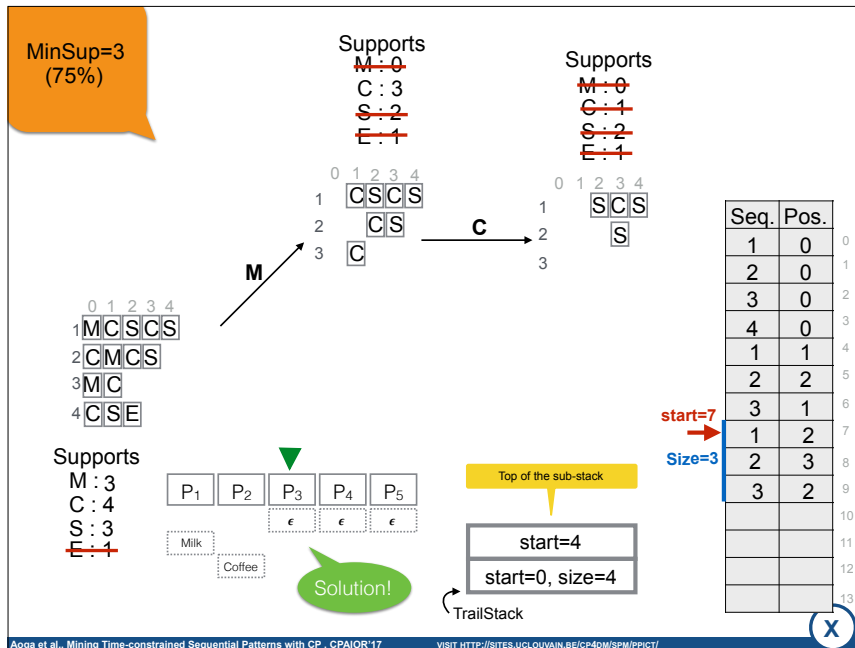 MinSup=3
(75%)
Supports
M : 0
C : 3
S : 2
E : 1
Supports
M : 0
C : 1
S : 2
E : 1
0 1 2 3 4
1 C S C S
2 C S
3 C
M
C
0 1 2 3 4
1 S C S
2 S
3
0 1 2 3 4
1 M C S C S
2 C M C S
3 M C
4 C S E
Supports
M : 3
C : 4
S : 3
E : 1
P1 P2 P3 P4 P5
ϵ ϵ ϵ
Milk
Coffee
Solution!
Top of the sub-stack
start=4
start=0, size=4
TrailStack
start=7
Size=3
Seq. Pos.
1 0 0
2 0 1
3 0 2
4 0 3
1 1 4
2 2 5
3 1 6
1 2 7
2 3 8
3 2 9
10
11
12
13
X
Aoga et al., Mining Time-constrained Sequential Patterns with CP , CPAIOR'17 VISIT HTTP://SITES.UCLOUVAIN.BE/CP4DM/SPM/PPICT/